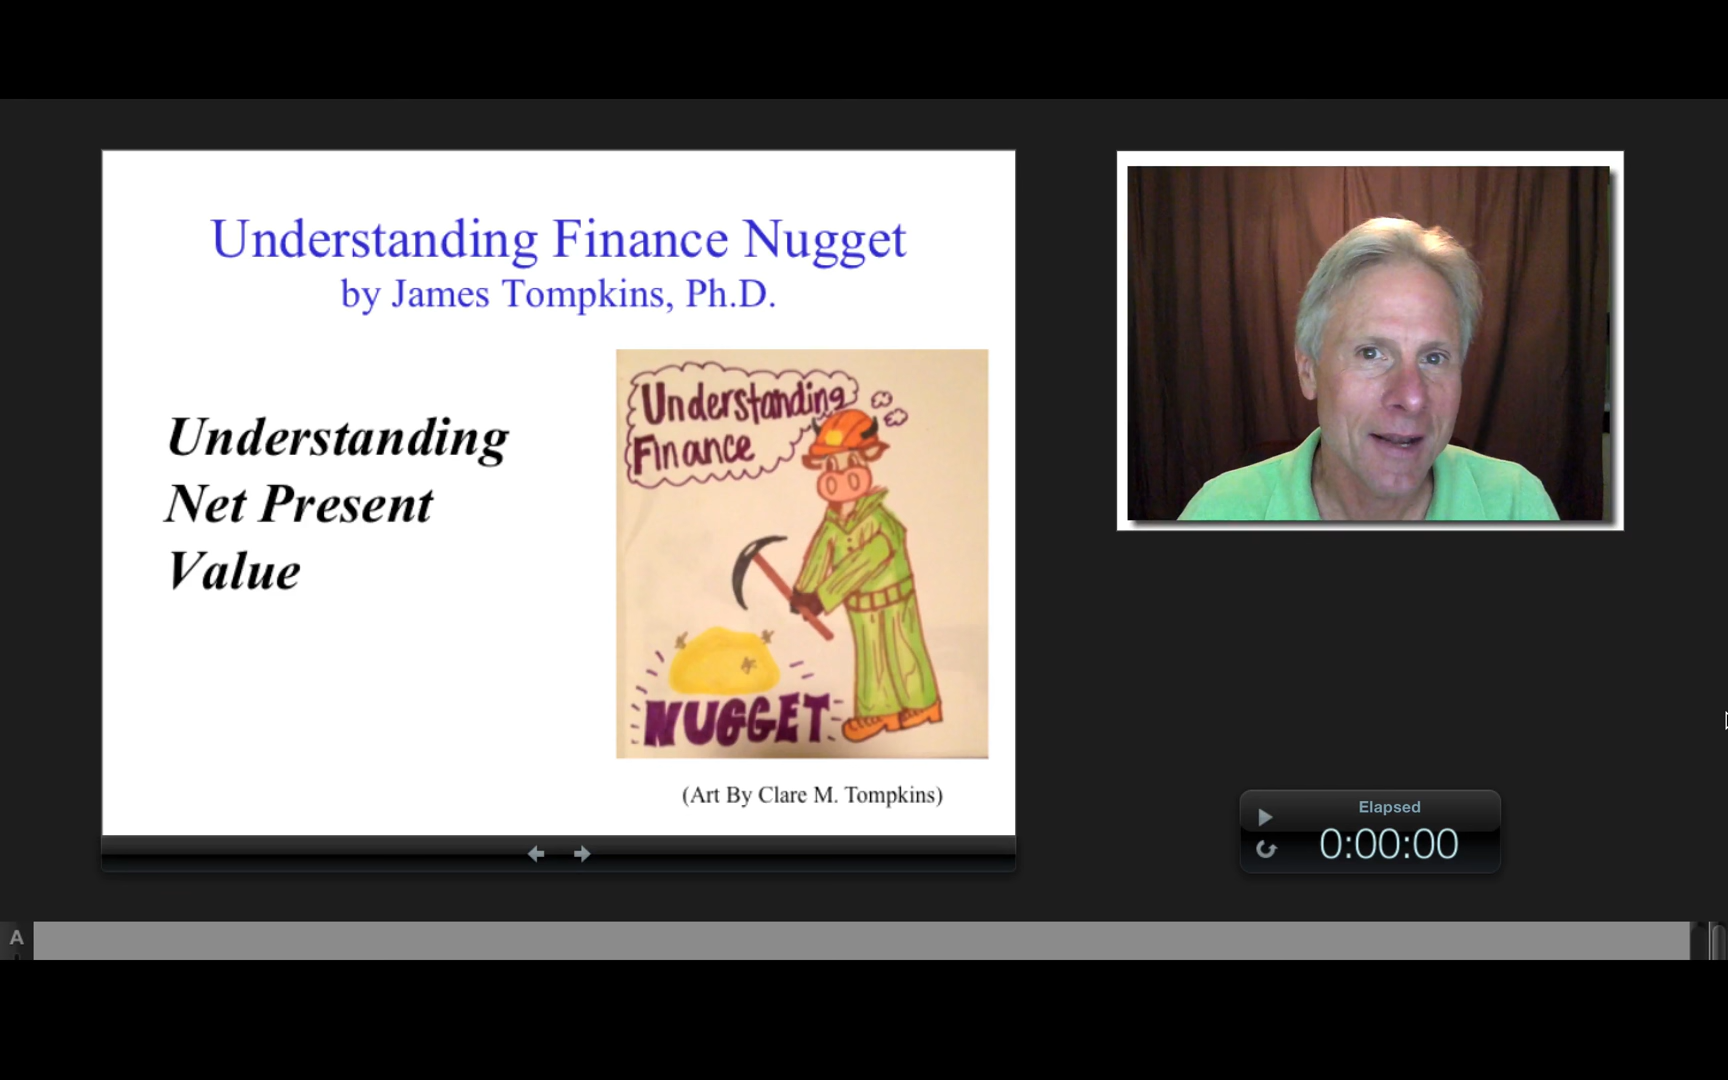 Understanding Finance Nugget
by James Tompkins, Ph.D.
Understanding
Net Present
Value
Understanding
Finance
NUGGET
(Art By Clare M. Tompkins)
Elapsed
0:00:00
A